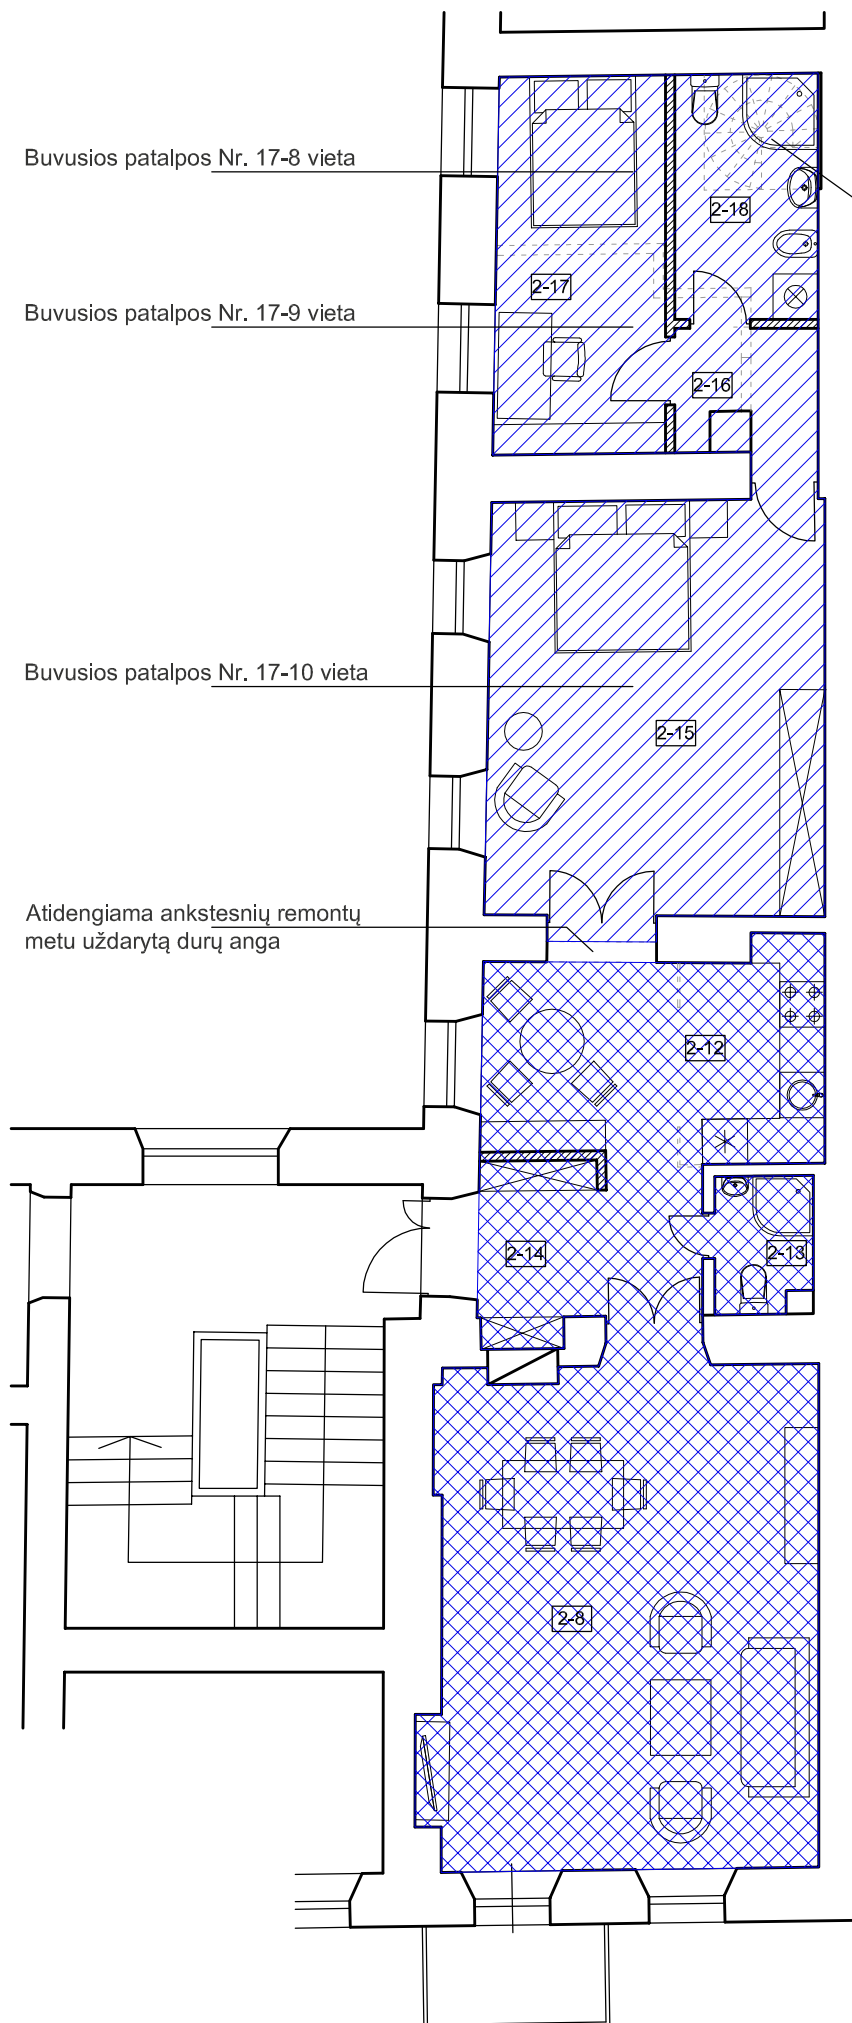 Buvusios patalpos Nr. 17-8 vieta
2-18
2-17
Buvusios patalpos Nr. 17-9 vieta
2-16
Buvusios patalpos Nr. 17-10 vieta
2-15
Atidengiama ankstesnių remontų
metu uždarytą durų anga
2-12
2-14
2-13
2-8